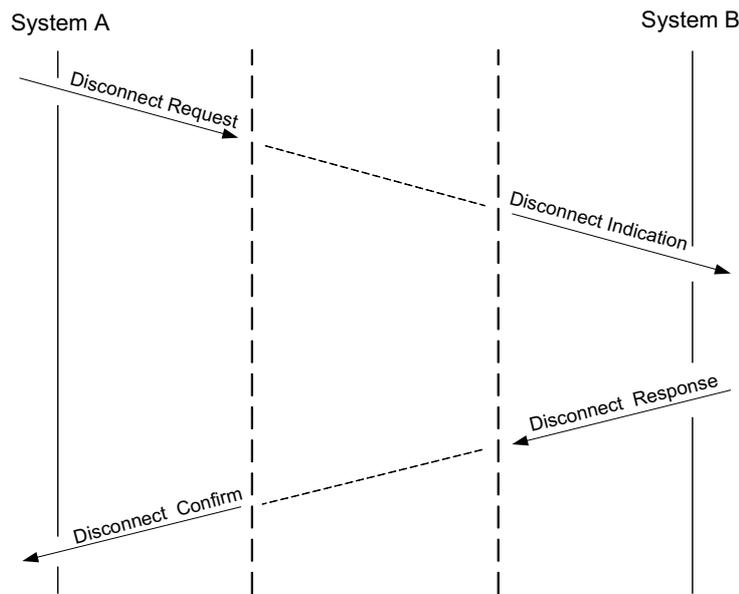 System A
System B
Disconnect Request
Disconnect Indication
Disconnect Response
Disconnect Confirm